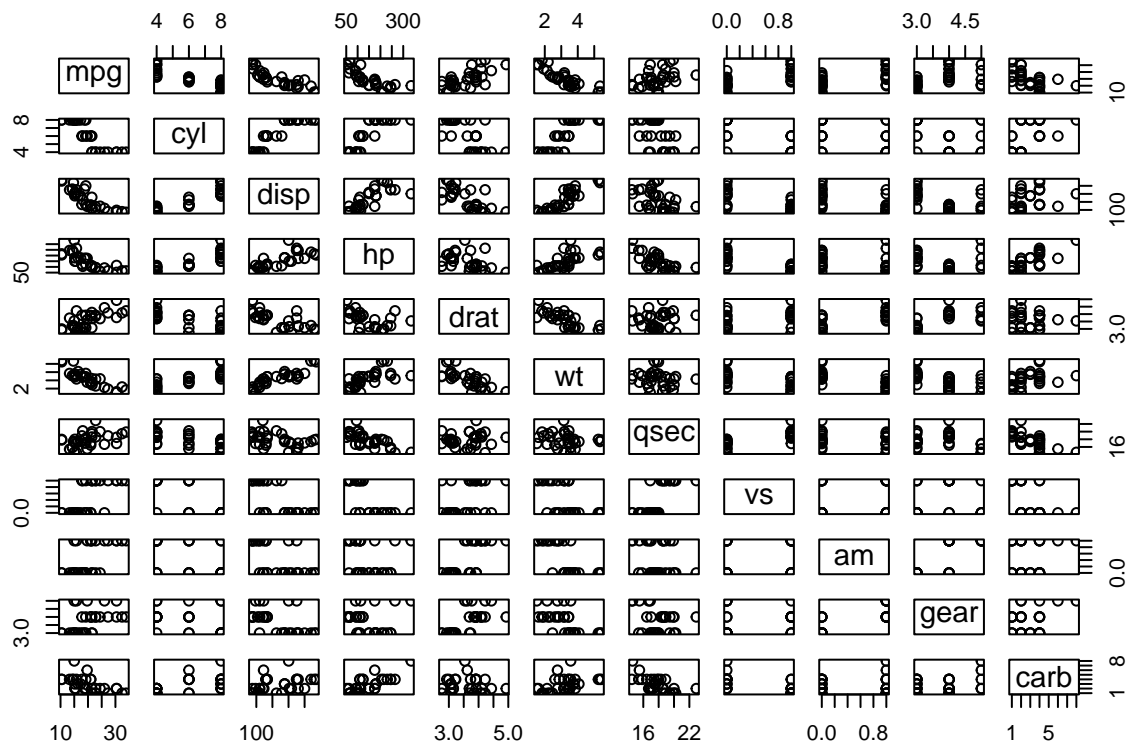 4 6 8 50 300 2 4 0.0 1.0 3.0 4.5
mpg 10
8 4 cyl
disp 100
50 hp
drat 3.0
2 wt
qsec 16
0.0 vs
am 0.0
3.0 gear
carb 8 1
10 30 100 3.0 5.0 16 22 0.0 0.8 1 5